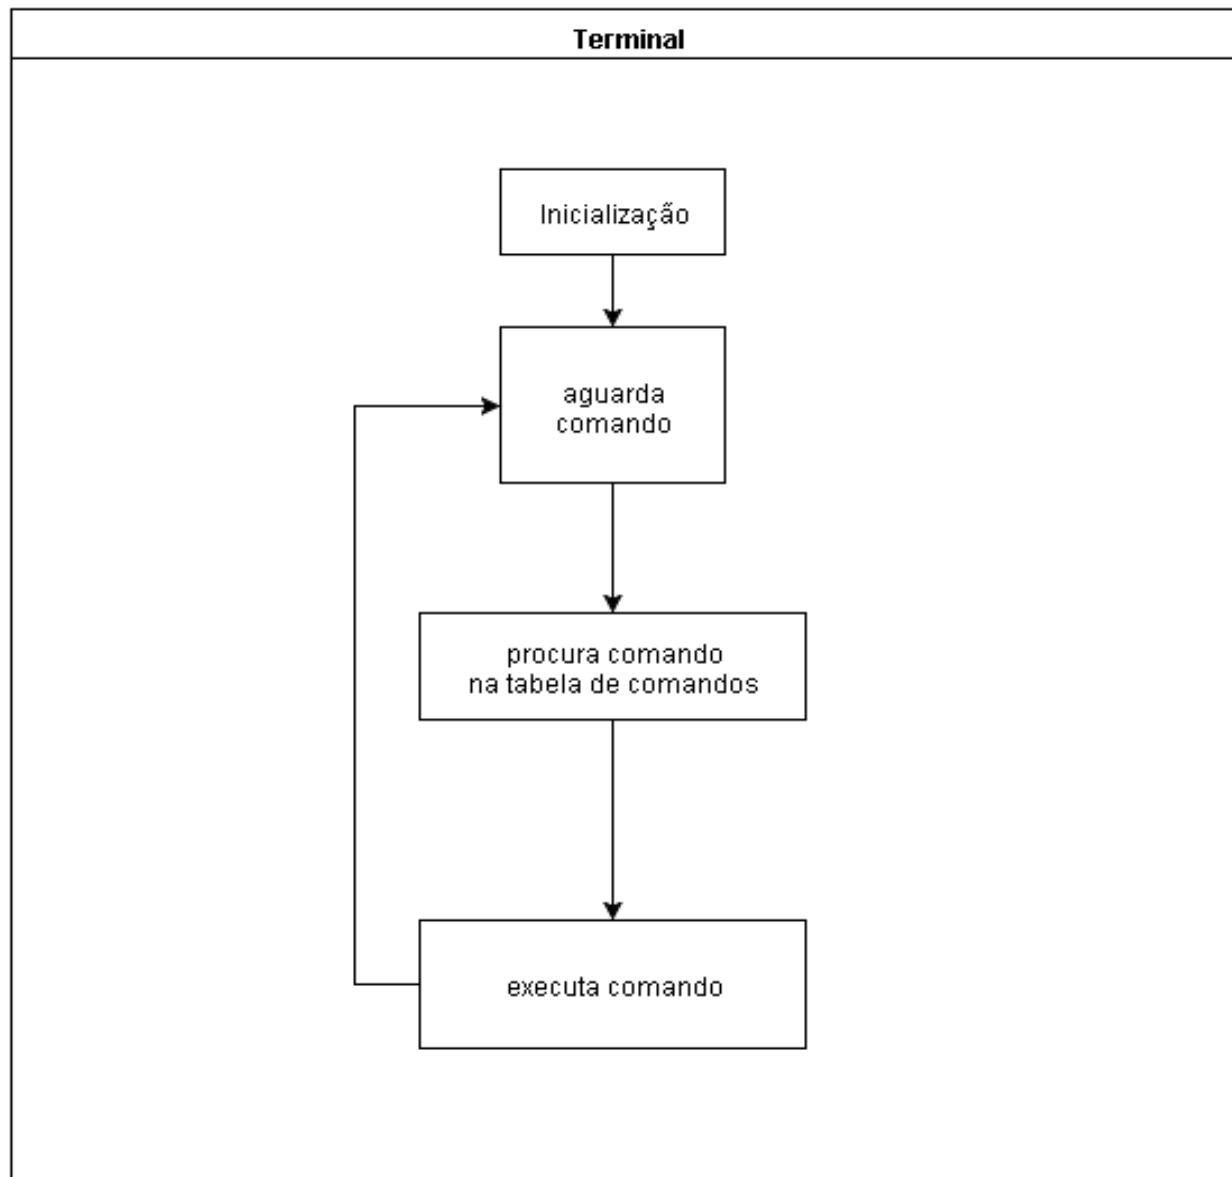 Terminal
Inicialização
aguarda
comando
procura comando
na tabela de comandos
executa comando